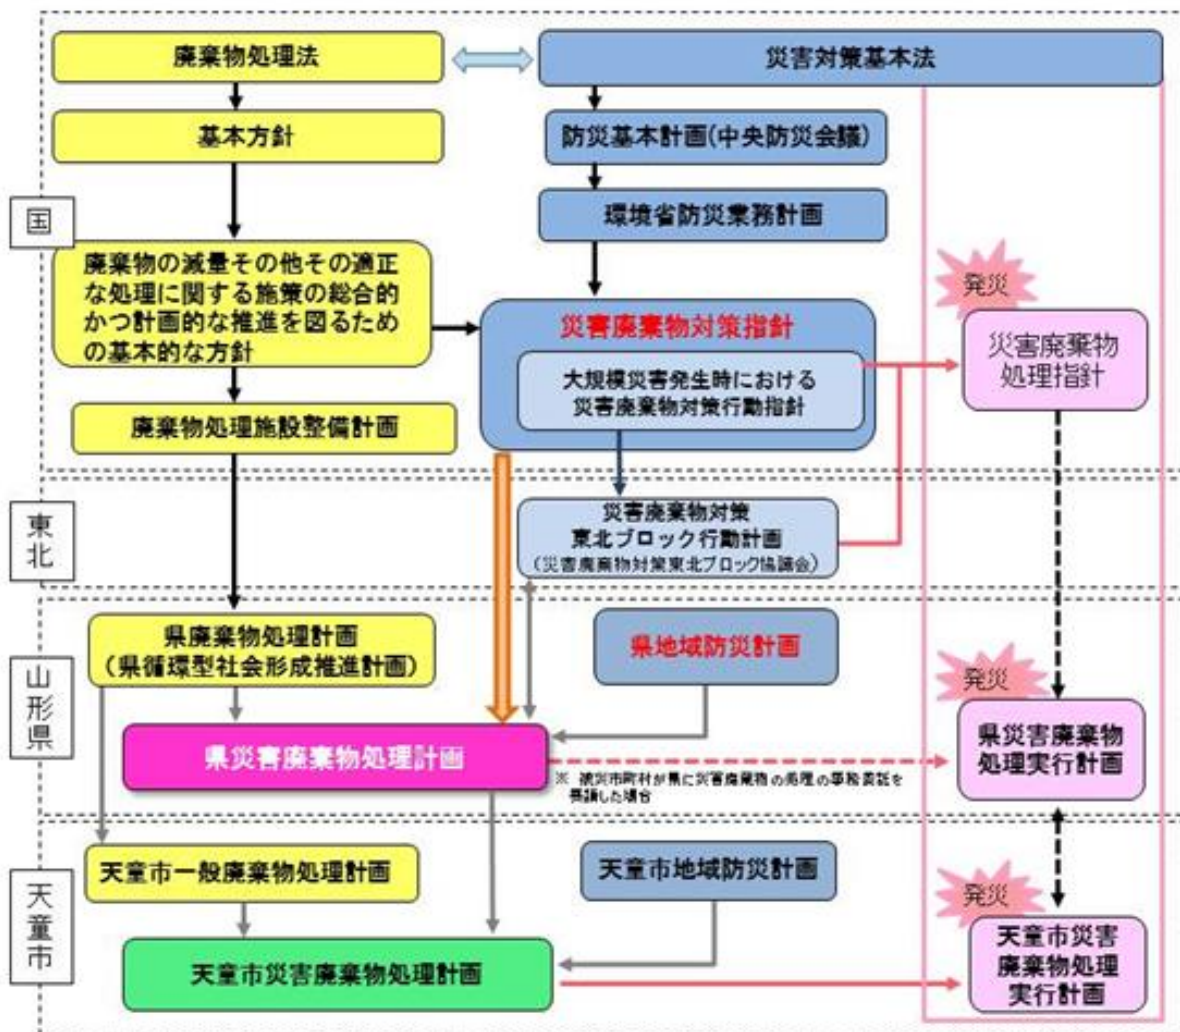 廃棄物処理法
災害対策基本法
基本方針
防災基本計画(中央防災会議)
環境省防災業務計画
国
廃棄物の減量その他その適正
な処理に関する施策の総合的
かつ計画的な推進を図るため
の基本的な方針
災害廃棄物対策指針
大規模災害発生時における
災害廃棄物対策行動指針
発災
災害廃棄物
処理指針
廃棄物処理施設整備計画
東北
災害廃棄物対策
東北ブロック行動計画
(災害廃棄物対策東北ブロック協議会)
山形県
県廃棄物処理計画
(県循環型社会形成推進計画)
県地域防災計画
県災害廃棄物処理計画
※ 被災市町村が県に災害廃棄物の処理の事務委託を
要請した場合
発災
県災害廃棄物
処理実行計画
天童市
天童市一般廃棄物処理計画
天童市地域防災計画
天童市災害廃棄物処理計画
発災
天童市災害
廃棄物処理
実行計画